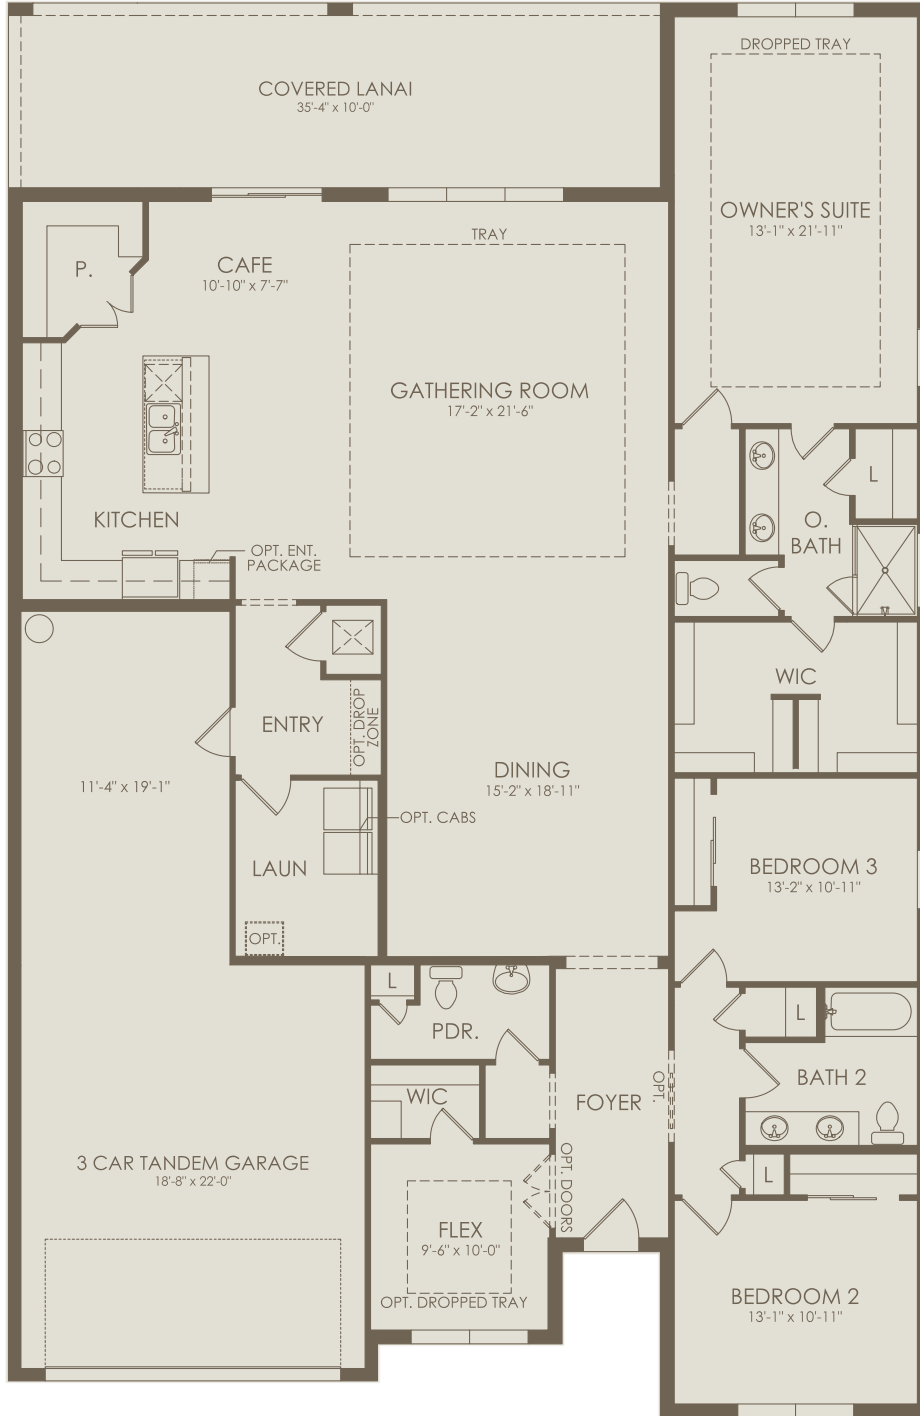 DROPPED TRAY
COVERED LANAI
35'-4" x 10'-0"
OWNER'S SUITE
13'-1" x 21'-11"
TRAY
P.
CAFE
10'-10" x 7'-7"
GATHERING ROOM
17'-2" x 21'-6"
L
KITCHEN
O.
BATH
OPT. ENT.
PACKAGE
WIC
ENTRY
OPT. DROP
ZONE
DINING
15'-2" x 18'-11"
11'-4" x 19'-1"
OPT. CABS
LAUN
BEDROOM 3
13'-2" x 10'-11"
OPT.
L
L
PDR.
BATH 2
OPT.
WIC
FOYER
3 CAR TANDEM GARAGE
18'-8" x 22'-0"
L
OPT. DOORS
FLEX
9'-6" x 10'-0"
OPT. DROPPED TRAY
BEDROOM 2
13'-1" x 10'-11"